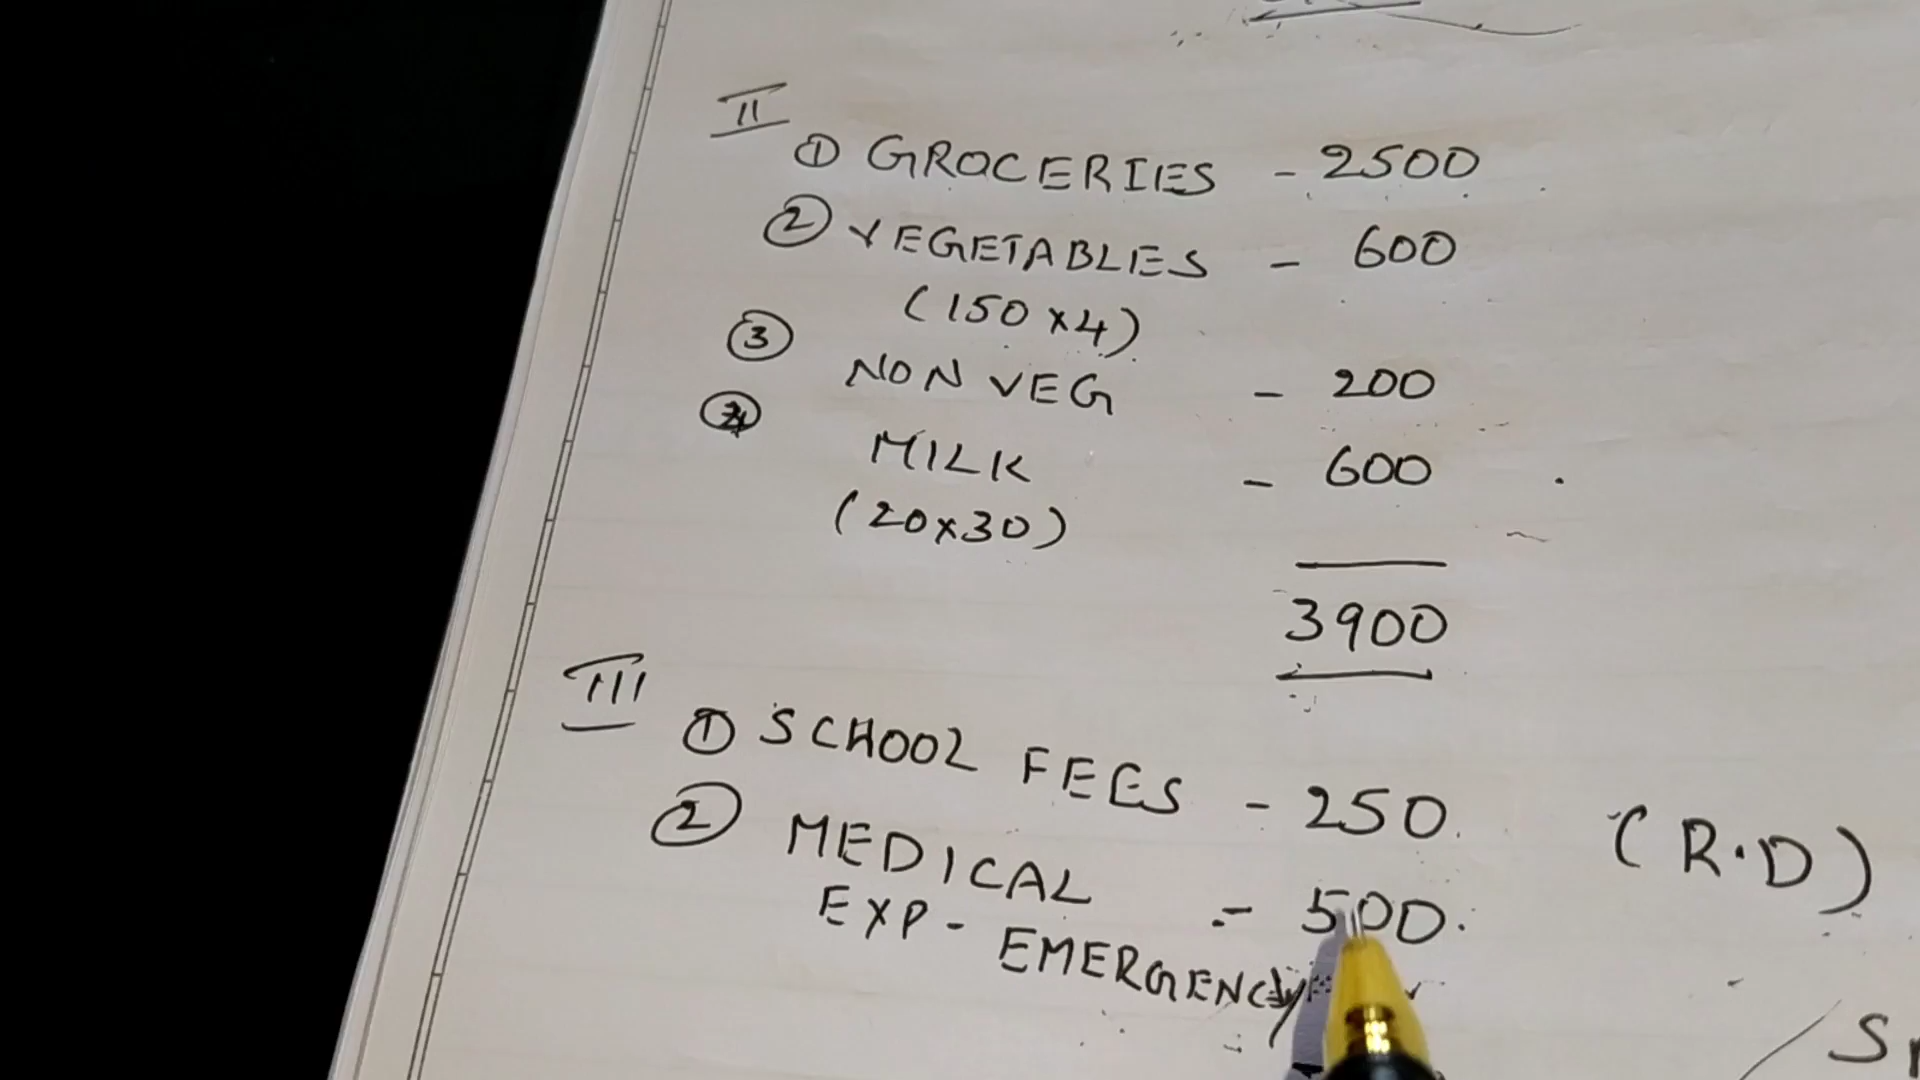 II
① GROCERIES - 2500
② VEGETABLES - 600
(150 x 4)
③ NON VEG - 200
④ MILK - 600
(20x30)
3900
III
① SCHOOL FEES - 250 (R.D)
② MEDICAL - 500
EXP - EMERGENCY